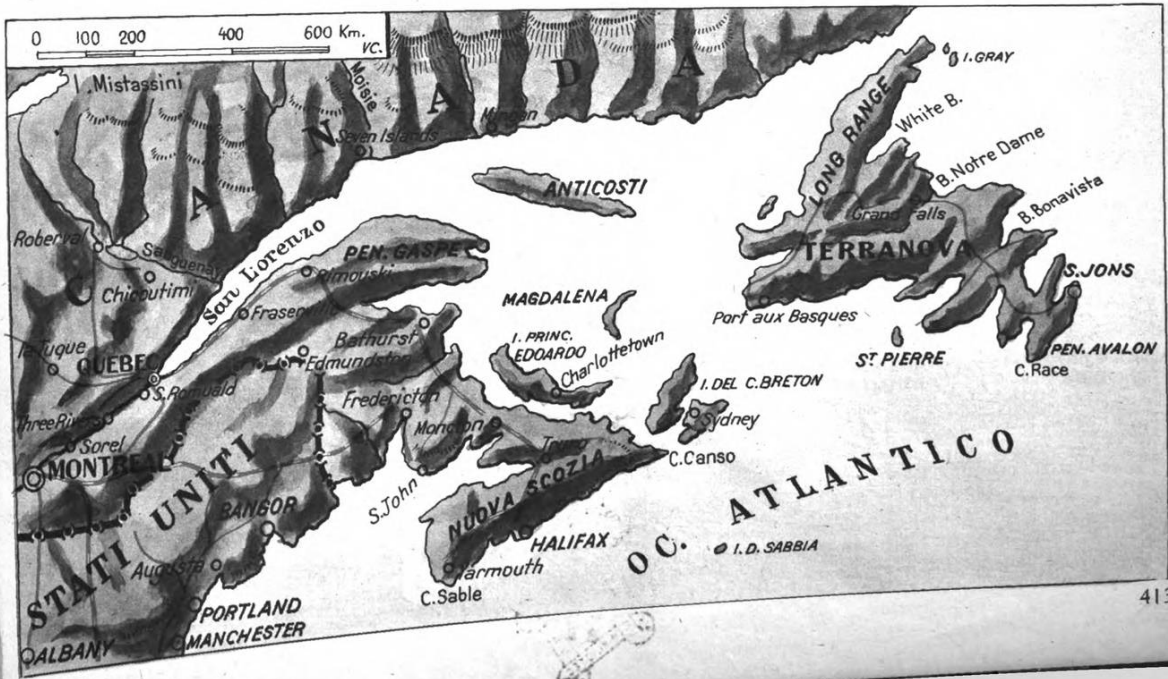 0 100 200 400 600 Km.
VC.
L. Mistassini
Moisie
Seven Islands
Mingan
CANADA
I. GRAY
LONG RANGE
White B.
B. Notre Dame
B. Bonavista
Grand Falls
TERRANOVA
ANTICOSTI
Roberval
Saguenay
Chicoutimi
San Lorenzo
PEN. GASPE
Rimouski
Fraserville
MAGDALENA
Port aux Basques
S. JONS
ST PIERRE
PEN. AVALON
C. Race
la Tuque
QUEBEC
S. Romuald
Edmundston
Bathurst
I. PRINC.
EDOARDO
Charlottetown
I. DEL C. BRETON
Sydney
Three Rivers
Sorel
MONTREAL
Fredericton
Moncton
Truro
C. Canso
S. John
NUOVA SCOZIA
STATI UNITI
BANGOR
Augusta
HALIFAX
Yarmouth
C. Sable
OC. ATLANTICO
I. D. SABBIA
PORTLAND
MANCHESTER
ALBANY
413